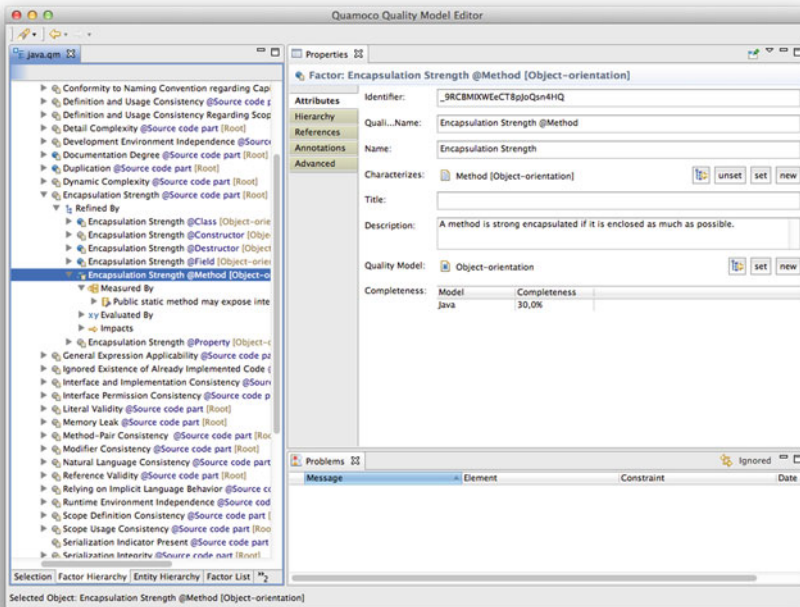 Quamoco Quality Model Editor
java.qm
Conformity to Naming Convention regarding Capi
Definition and Usage Consistency @Source code p
Definition and Usage Consistency Regarding Scop
Detail Complexity @Source code part [Root]
Development Environment Independence @Source
Documentation Degree @Source code part [Root]
Duplication @Source code part [Root]
Dynamic Complexity @Source code part [Root]
Encapsulation Strength @Source code part [Root]
Refined By
Encapsulation Strength @Class [Object-orie
Encapsulation Strength @Constructor [Obje
Encapsulation Strength @Destructor [Object
Encapsulation Strength @Field [Object-orien
Encapsulation Strength @Method [Object-o
Measured By
Public static method may expose inte
xy Evaluated By
Impacts
Encapsulation Strength @Property [Object-o
General Expression Applicability @Source code pa
Ignored Existence of Already Implemented Code
Interface and Implementation Consistency @Sourc
Interface Permission Consistency @Source code p
Literal Validity @Source code part [Root]
Memory Leak @Source code part [Root]
Method-Pair Consistency @Source code part [Roo
Modifier Consistency @Source code part [Root]
Natural Language Consistency @Source code part
Reference Validity @Source code part [Root]
Relying on Implicit Language Behavior @Source co
Runtime Environment Independence @Source cod
Scope Definition Consistency @Source code part
Scope Usage Consistency @Source code part [Roo
Serialization Indicator Present @Source code part
Serialization Integrity @Source code part [Root]
Selection Factor Hierarchy Entity Hierarchy Factor List "2
Properties
Factor: Encapsulation Strength @Method [Object-orientation]
Attributes
Hierarchy
References
Annotations
Advanced
Identifier:
Quali...Name: Encapsulation Strength @Method
Name: Encapsulation Strength
Characterizes: Method [Object-orientation] unset set new
Title:
Description: A method is strong encapsulated if it is enclosed as much as possible.
Quality Model: Object-orientation set new
Completeness: Model Completeness
Java 30,0%
Problems Ignored
Message Element Constraint Date
Selected Object: Encapsulation Strength @Method [Object-orientation]